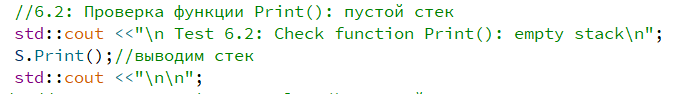 //6.2: Проверка функции Print(): пустой стек
std::cout <<"\n Test 6.2: Check function Print(): empty stack\n";
S.Print();//выводим стек
std::cout <<"\n\n";